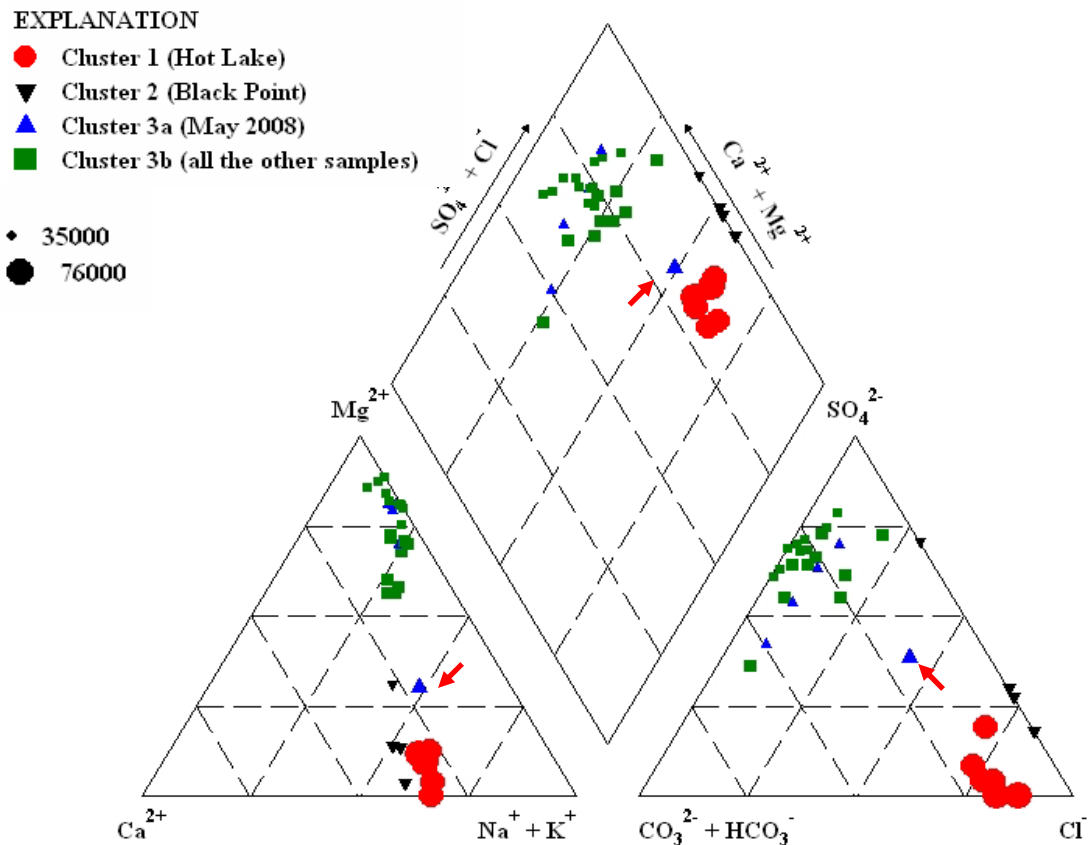 EXPLANATION
Cluster 1 (Hot Lake)
Cluster 2 (Black Point)
Cluster 3a (May 2008)
Cluster 3b (all the other samples)
35000
76000
SO₄ + Cl⁻
Ca²⁺ + Mg²⁺
Mg²⁺
SO₄²⁻
Ca²⁺
Na⁺ + K⁺
CO₃²⁻ + HCO₃⁻
Cl⁻